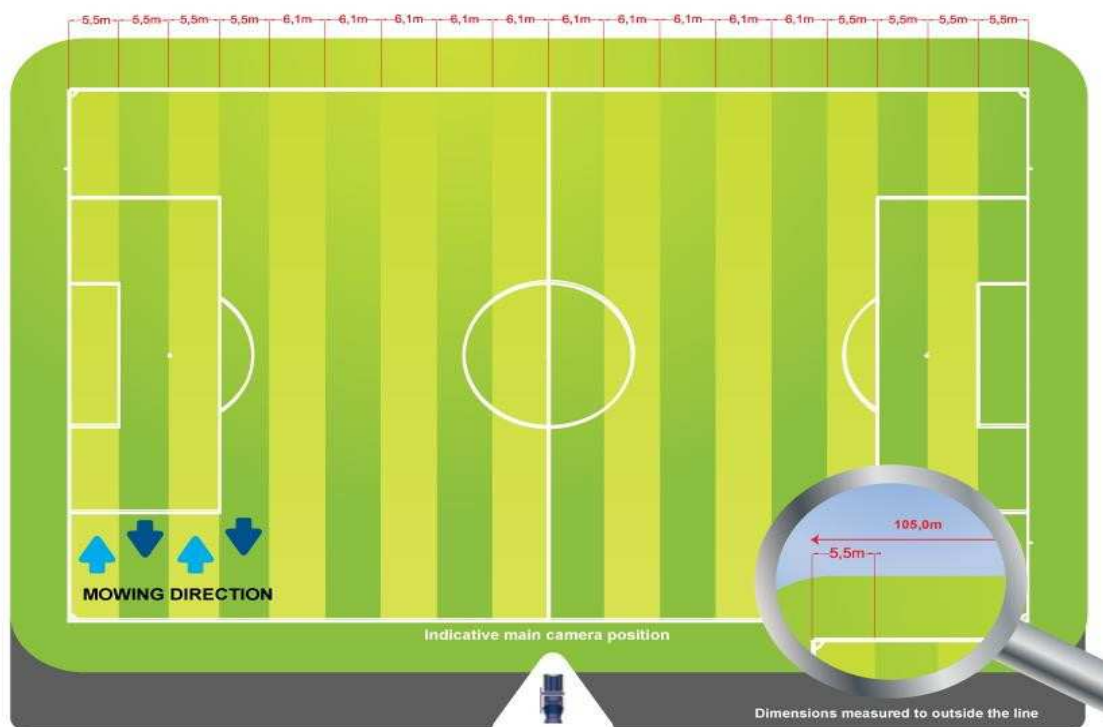 5,5m 5,5m 5,5m 5,5m 6,1m 6,1m 6,1m 6,1m 6,1m 6,1m 6,1m 6,1m 6,1m 6,1m 5,5m 5,5m 5,5m 5,5m
105,0m
5,5m
MOWING DIRECTION
Indicative main camera position
Dimensions measured to outside the line